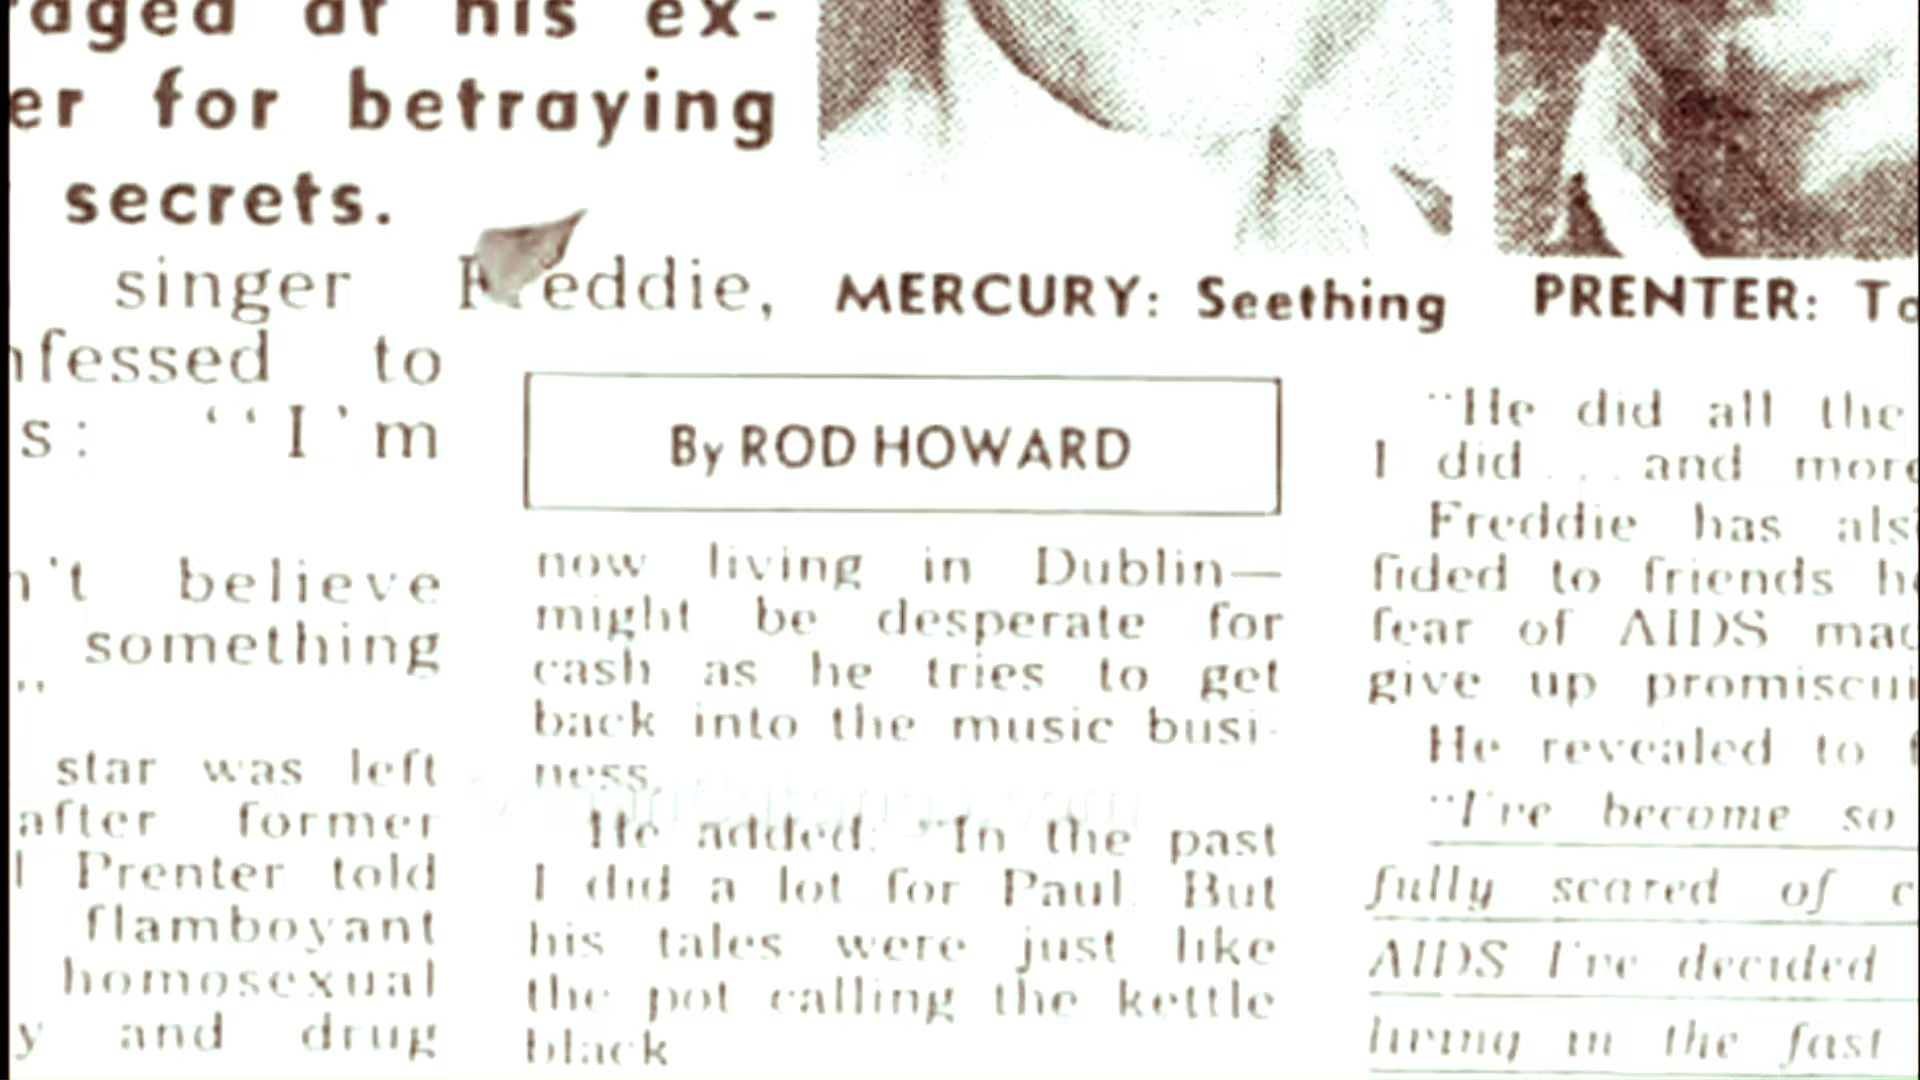 aged at his ex-
er for betraying
secrets.
singer Freddie,
nfessed to
s: “I'm
n't believe
something
”
star was left
after former
l Prenter told
flamboyant
homosexual
y and drug
MERCURY: Seething
PRENTER: To
By ROD HOWARD
now living in Dublin—
might be desperate for
cash as he tries to get
back into the music busi-
ness.
He added: “In the past
I did a lot for Paul. But
his tales were just like
the pot calling the kettle
black
“He did all the
I did . . . and more
Freddie has als
fided to friends h
fear of AIDS mad
give up promiscui
He revealed to f
“I've become so
fully scared of c
AIDS I've decided
living in the fast